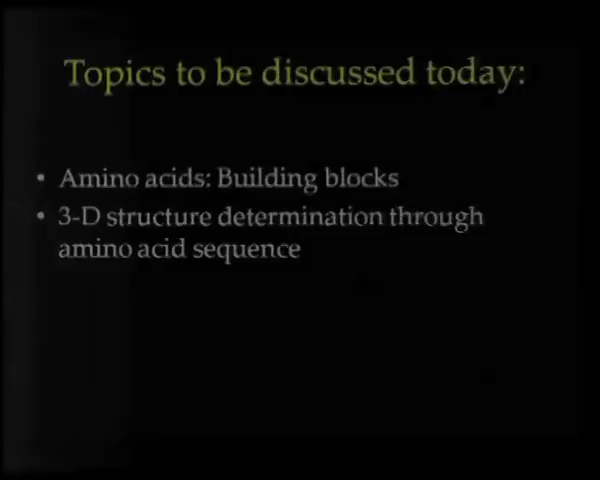 Topics to be discussed today:
• Amino acids: Building blocks
• 3-D structure determination through
amino acid sequence